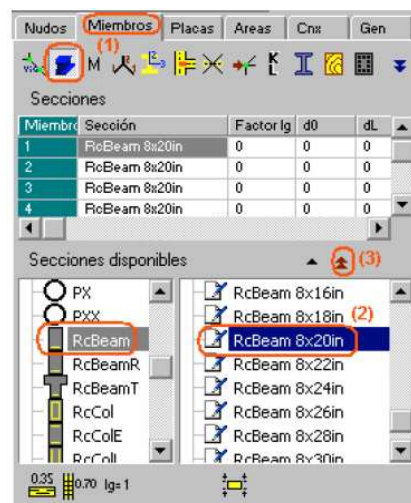 Nudos Miembros Placas Areas Cnx Gen
(1)
M
Secciones
Miembro Sección Factor Ig d0 dL
1 RcBeam 8x20in 0 0 0
2 RcBeam 8x20in 0 0 0
3 RcBeam 8x20in 0 0 0
4 RcBeam 8x20in 0 0 0
Secciones disponibles (3)
PX RcBeam 8x16in
PXX RcBeam 8x18in (2)
RcBeam RcBeam 8x20in
RcBeamR RcBeam 8x22in
RcBeamT RcBeam 8x24in
RcCol RcBeam 8x26in
RcColE RcBeam 8x28in
RcColL RcBeam 8x30in
0.35 0.70 Ig=1